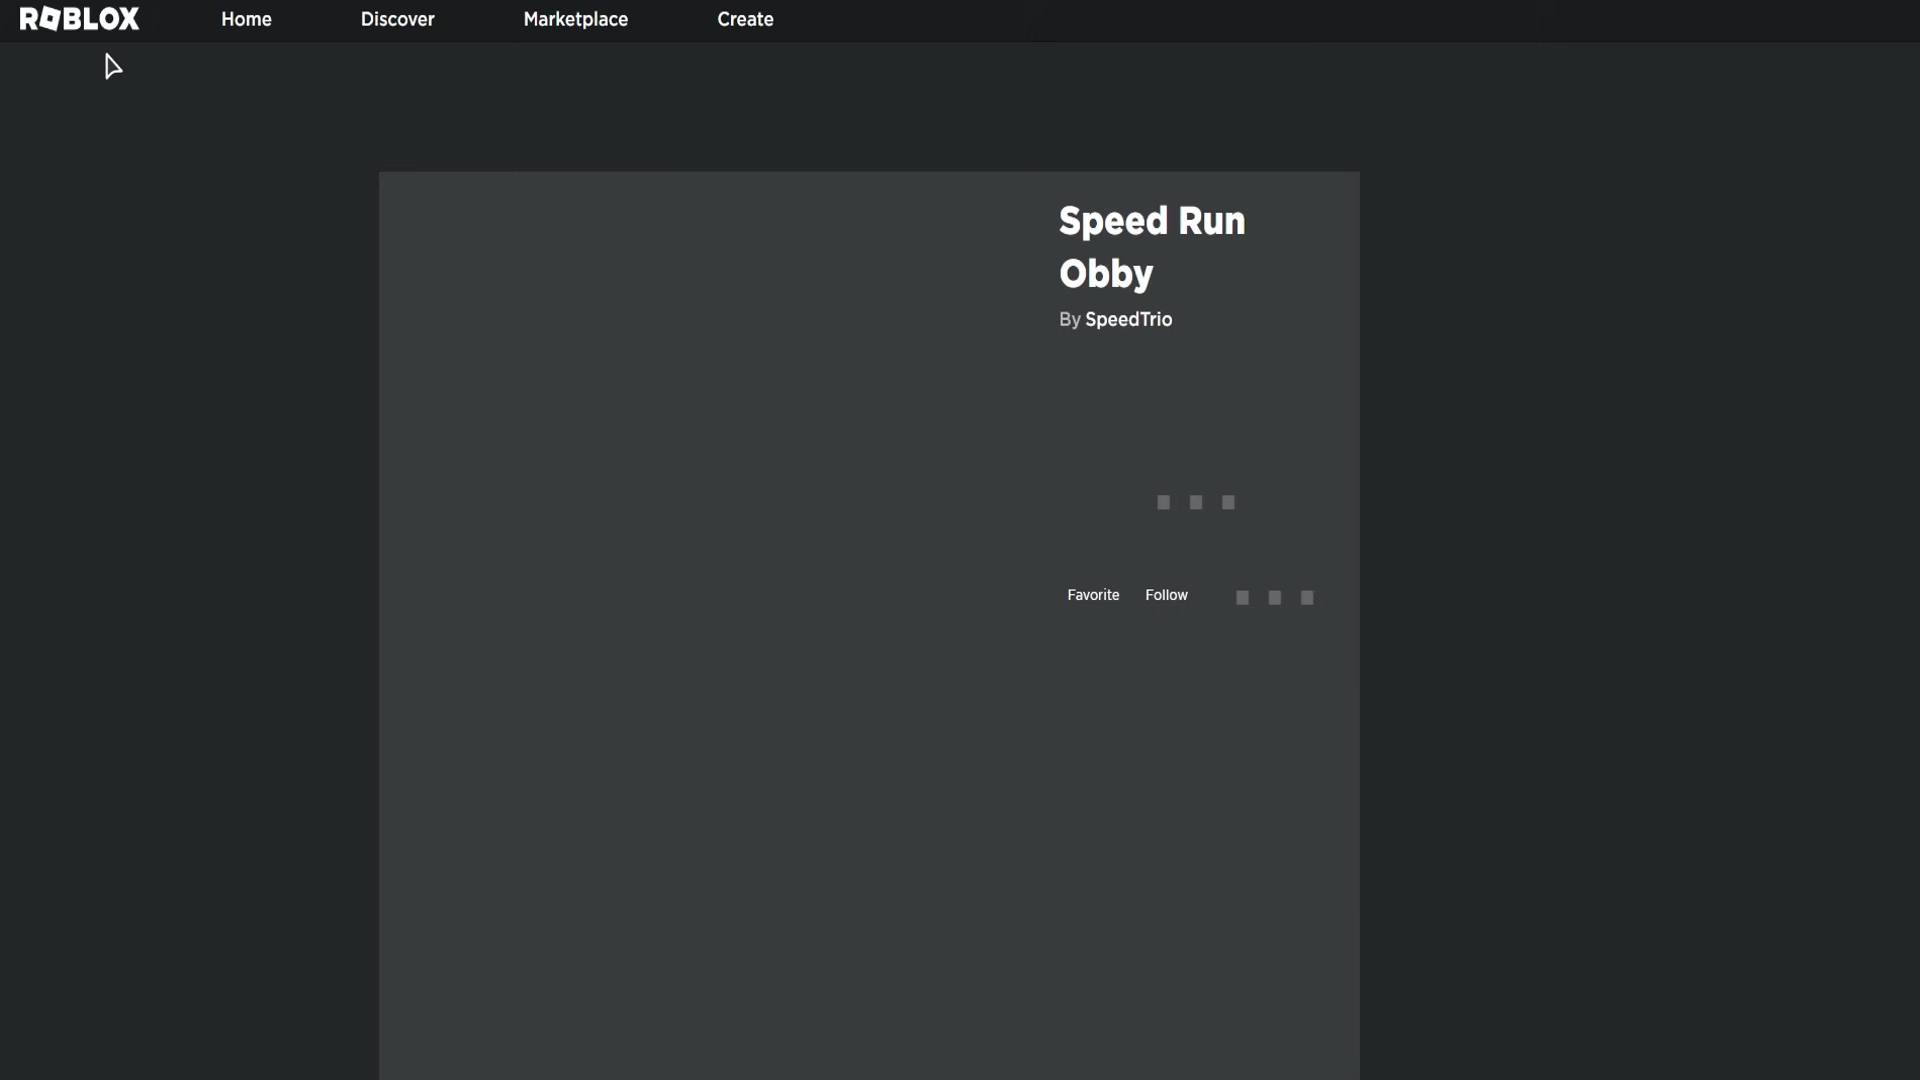 ROBLOX Home Discover Marketplace Create
Speed Run
Obby
By SpeedTrio
Favorite Follow